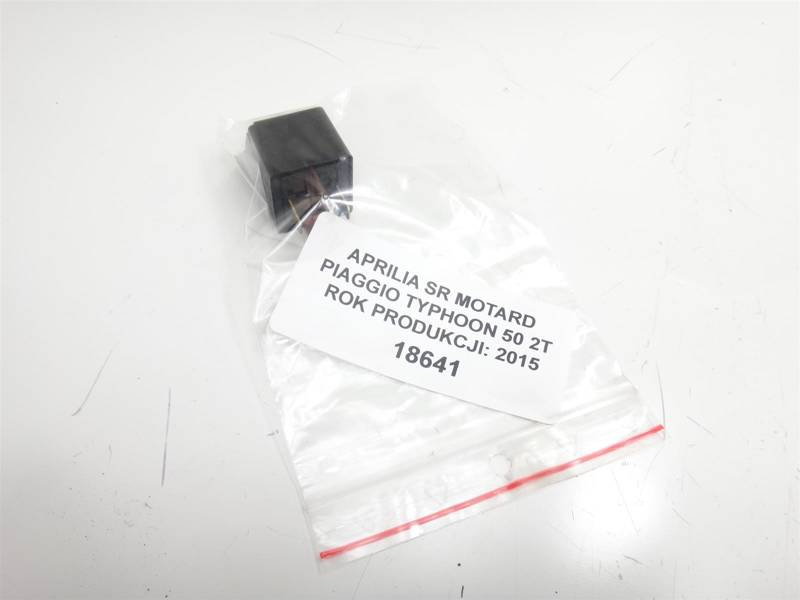 APRILIA SR MOTARD
PIAGGIO TYPHOON 50 2T
ROK PRODUKCJI: 2015
18641